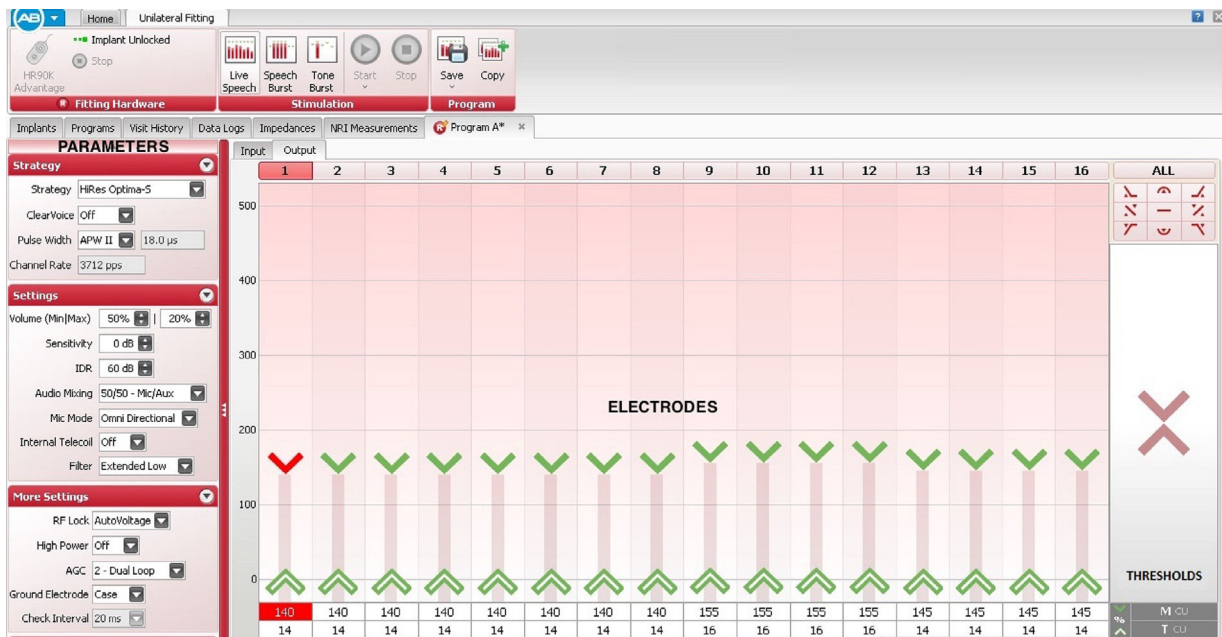 AB Home Unilateral Fitting
Implant Unlocked
Stop
HR90K Advantage
Fitting Hardware
Live Speech
Speech Burst
Tone Burst
Start
Stop
Stimulation
Save
Copy
Program
Implants Programs Visit History Data Logs Impedances NRI Measurements Program A*
PARAMETERS
Input Output
Strategy
1 2 3 4 5 6 7 8 9 10 11 12 13 14 15 16 ALL
Strategy HiRes Optima-S
ClearVoice Off
Pulse Width APW II 18.0 µs
Channel Rate 3712 pps
Settings
Volume (Min|Max) 50% | 20%
Sensitivity 0 dB
IDR 60 dB
Audio Mixing 50/50 - Mic/Aux
Mic Mode Omni Directional
Internal Telecoil Off
Filter Extended Low
More Settings
RF Lock AutoVoltage
High Power Off
AGC 2 - Dual Loop
Ground Electrode Case
Check Interval 20 ms
500
400
300
200
100
0
ELECTRODES
THRESHOLDS
140 140 140 140 140 140 140 140 155 155 155 155 145 145 145 145
14 14 14 14 14 14 14 14 16 16 16 16 14 14 14 14
% M CU
T CU